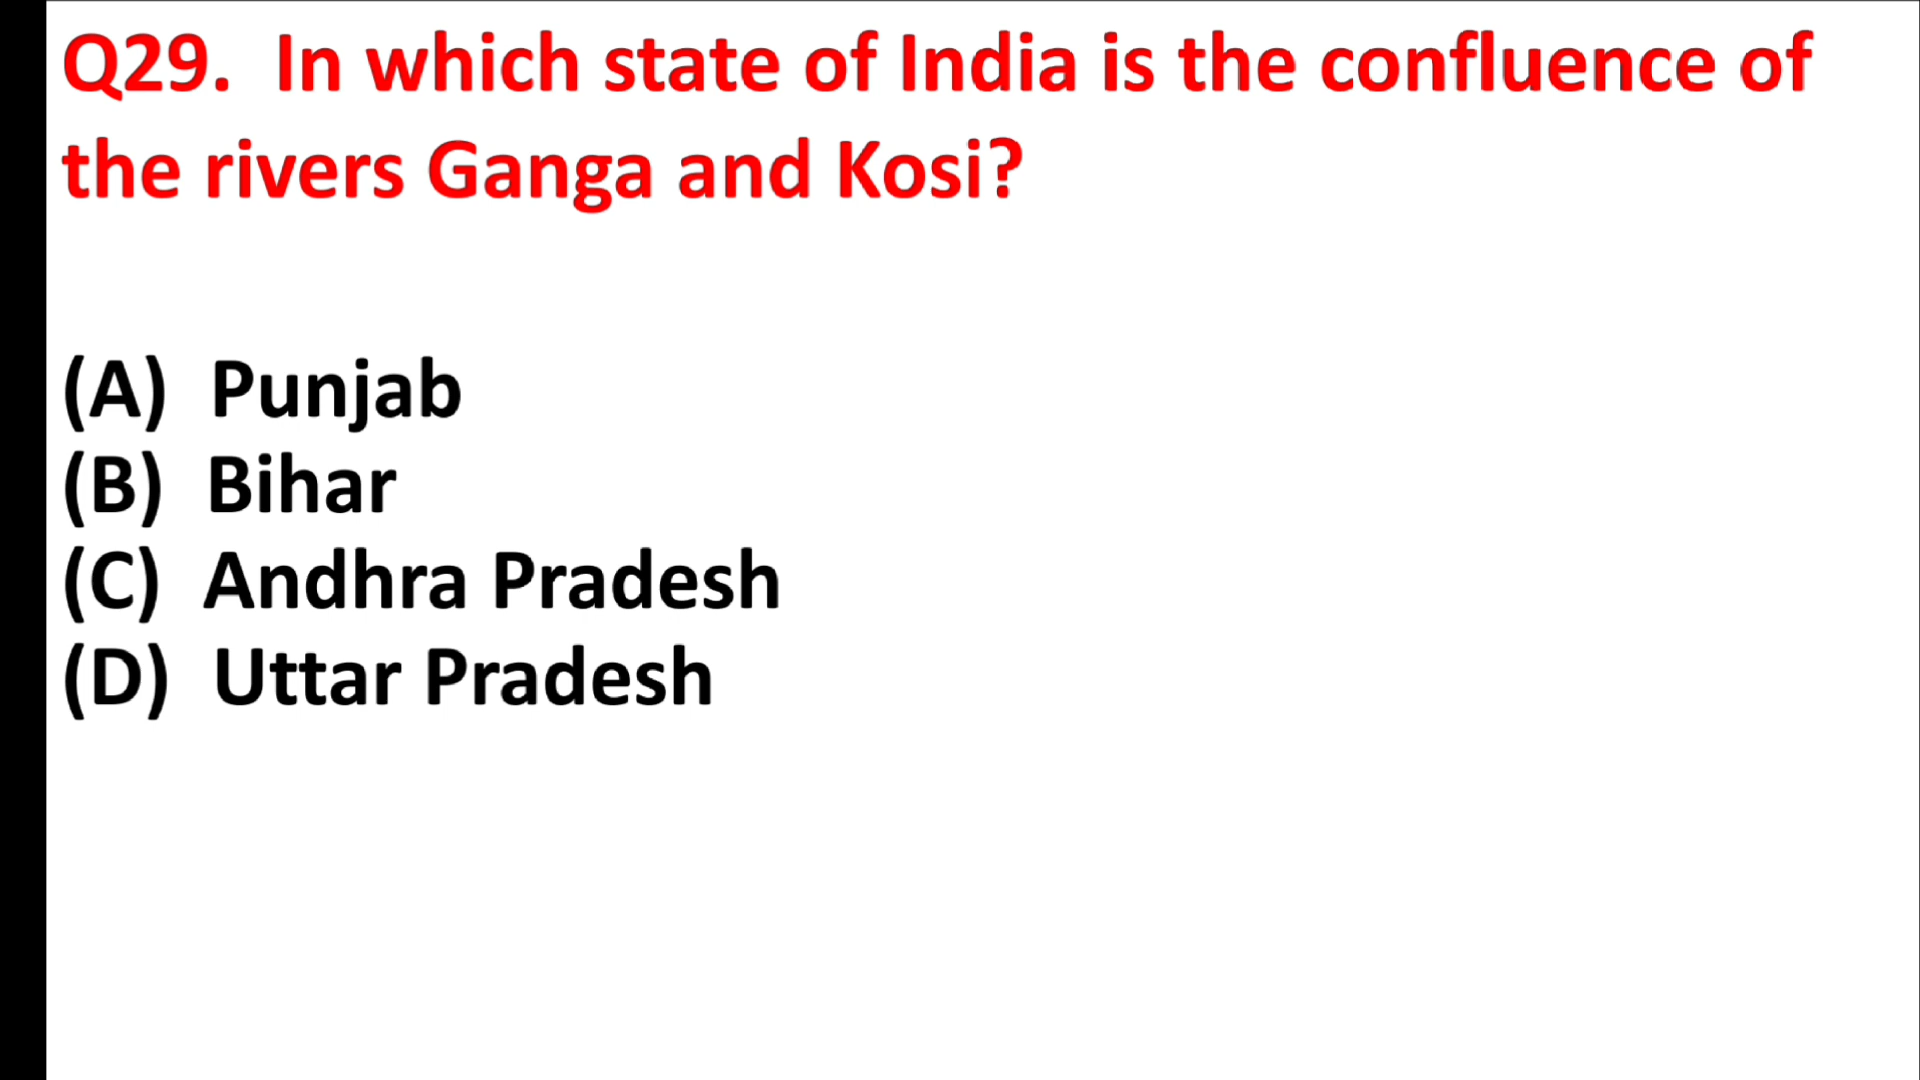 Q29. In which state of India is the confluence of
the rivers Ganga and Kosi?
(A) Punjab
(B) Bihar
(C) Andhra Pradesh
(D) Uttar Pradesh